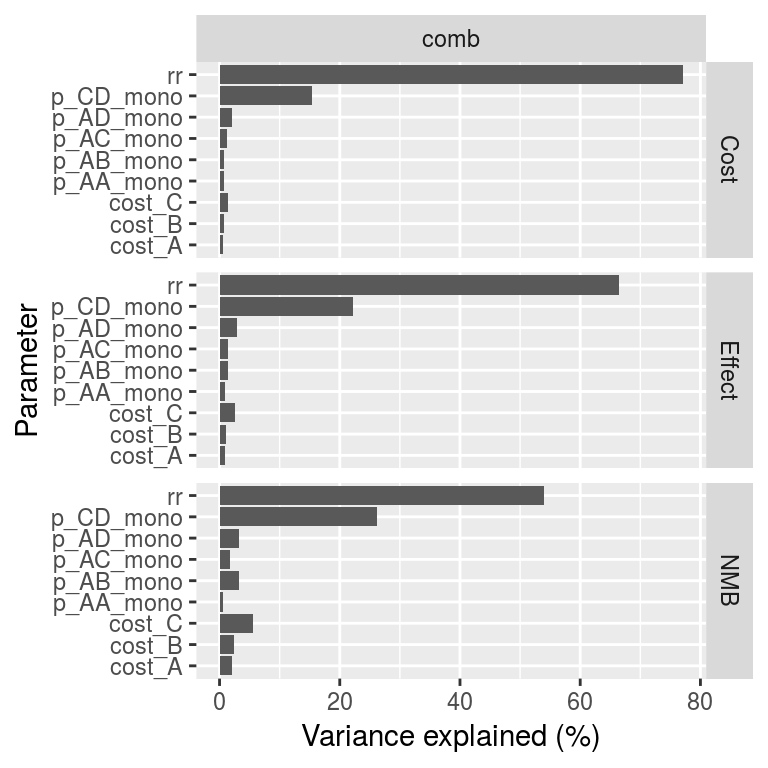 comb
rr
p_CD_mono
p_AD_mono
p_AC_mono
p_AB_mono
p_AA_mono
cost_C
cost_B
cost_A
Cost
rr
p_CD_mono
p_AD_mono
p_AC_mono
p_AB_mono
p_AA_mono
cost_C
cost_B
cost_A
Effect
rr
p_CD_mono
p_AD_mono
p_AC_mono
p_AB_mono
p_AA_mono
cost_C
cost_B
cost_A
NMB
Parameter
0 20 40 60 80
Variance explained (%)